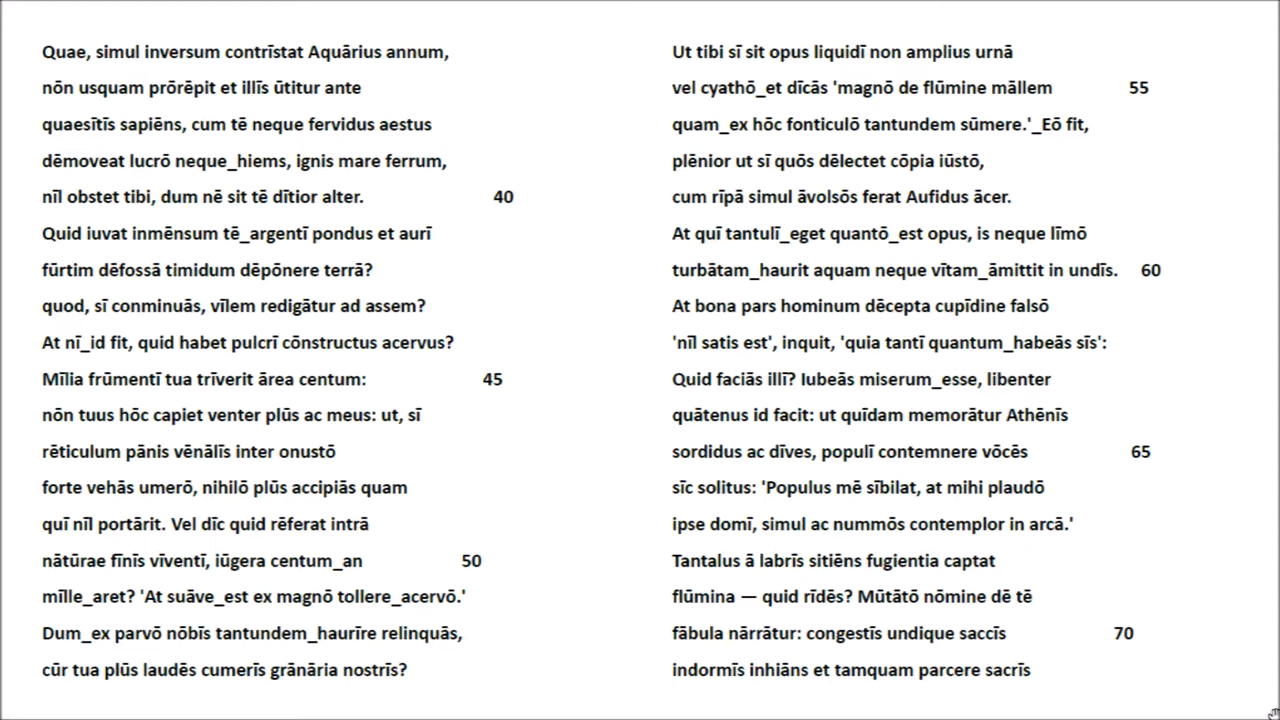 Quae, simul inversum contrīstat Aquārius annum,
nōn usquam prōrēpit et illīs ūtitur ante
quaesītīs sapiēns, cum tē neque fervidus aestus
dēmoveat lucrō neque_hiems, ignis mare ferrum,
nīl obstet tibi, dum nē sit tē dītior alter. 40
Quid iuvat inmēnsum tē_argentī pondus et aurī
fūrtim dēfossā timidum dēpōnere terrā?
quod, sī conminuās, vīlem redigātur ad assem?
At nī_id fit, quid habet pulcrī cōnstructus acervus?
Mīlia frūmentī tua trīverit ārea centum: 45
nōn tuus hōc capiet venter plūs ac meus: ut, sī
rēticulum pānis vēnālīs inter onustō
forte vehās umerō, nihilō plūs accipiās quam
quī nīl portārit. Vel dīc quid rēferat intrā
nātūrae fīnīs vīventī, iūgera centum_an 50
mīlle_aret? 'At suāve_est ex magnō tollere_acervō.'
Dum_ex parvō nōbīs tantundem_haurīre relinquās,
cūr tua plūs laudēs cumerīs grānāria nostrīs?
Ut tibi sī sit opus liquidī non amplius urnā
vel cyathō_et dīcās 'magnō de flūmine māllem 55
quam_ex hōc fonticulō tantundem sūmere.'_Eō fit,
plēnior ut sī quōs dēlectet cōpia iūstō,
cum rīpā simul āvolsōs ferat Aufidus ācer.
At quī tantulī_eget quantō_est opus, is neque līmō
turbātam_haurit aquam neque vītam_āmittit in undīs. 60
At bona pars hominum dēcepta cupīdine falsō
'nīl satis est', inquit, 'quia tantī quantum_habeās sīs':
Quid faciās illī? Iubeās miserum_esse, libenter
quātenus id facit: ut quīdam memorātur Athēnīs
sordidus ac dīves, populī contemnere vōcēs 65
sīc solitus: 'Populus mē sībilat, at mihi plaudō
ipse domī, simul ac nummōs contemplor in arcā.'
Tantalus ā labrīs sitiēns fugientia captat
flūmina — quid rīdēs? Mūtātō nōmine dē tē
fābula nārrātur: congestīs undique saccīs 70
indormīs inhiāns et tamquam parcere sacrīs